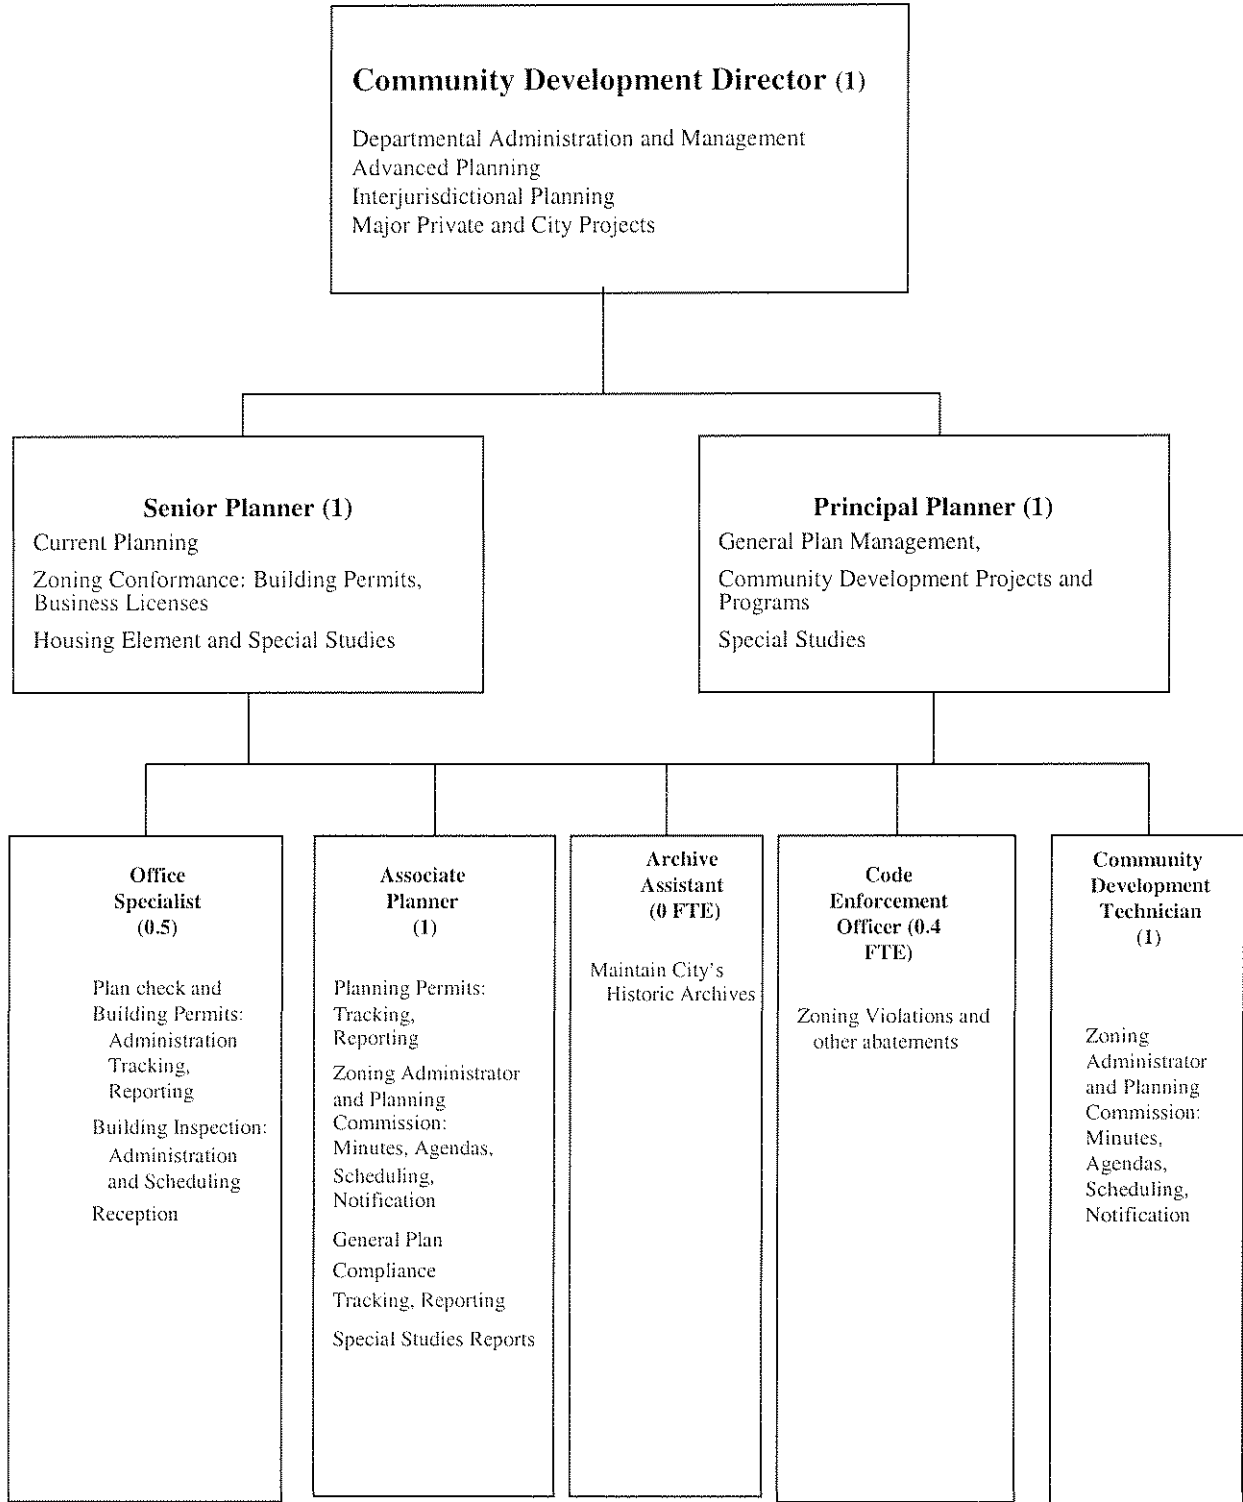 Community Development Director (1)
Departmental Administration and Management
Advanced Planning
Interjurisdictional Planning
Major Private and City Projects
Senior Planner (1)
Current Planning
Zoning Conformance: Building Permits,
Business Licenses
Housing Element and Special Studies
Principal Planner (1)
General Plan Management,
Community Development Projects and
Programs
Special Studies
Office
Specialist
(0.5)
Plan check and
Building Permits:
Administration
Tracking,
Reporting
Building Inspection:
Administration
and Scheduling
Reception
Associate
Planner
(1)
Planning Permits:
Tracking,
Reporting
Zoning Administrator
and Planning
Commission:
Minutes, Agendas,
Scheduling,
Notification
General Plan
Compliance
Tracking, Reporting
Special Studies Reports
Archive
Assistant
(0 FTE)
Maintain City's
Historic Archives
Code
Enforcement
Officer (0.4
FTE)
Zoning Violations and
other abatements
Community
Development
Technician
(1)
Zoning
Administrator
and Planning
Commission:
Minutes,
Agendas,
Scheduling,
Notification